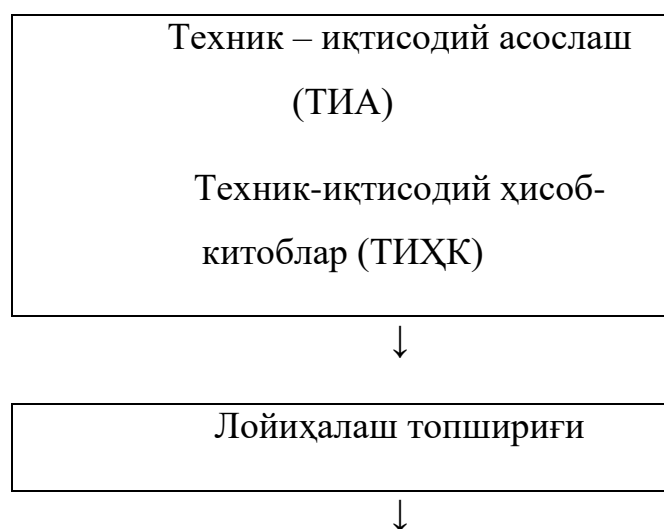 Техник – иқтисодий асослаш
(ТИА)
Техник-иқтисодий ҳисоб-
китоблар (ТИҲК)
↓
Лойиҳалаш топшириғи
↓